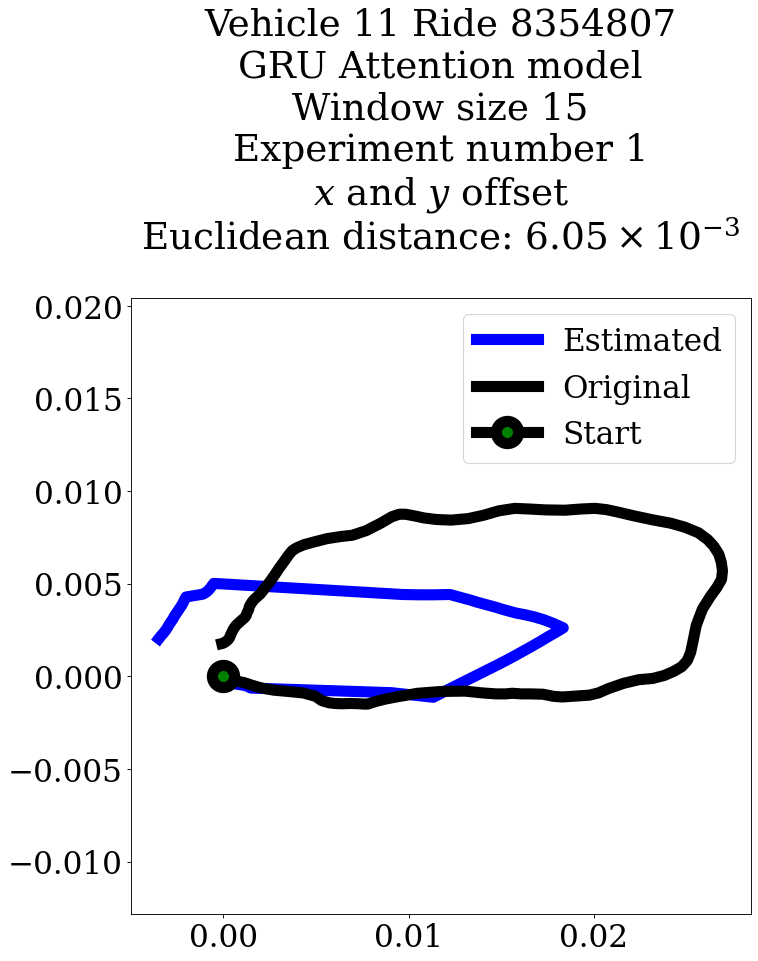 Vehicle 11 Ride 8354807
GRU Attention model
Window size 15
Experiment number 1
x and y offset
Euclidean distance: 6.05 × 10⁻³
0.020
0.015
0.010
0.005
0.000
−0.005
−0.010
Estimated
Original
Start
0.00 0.01 0.02